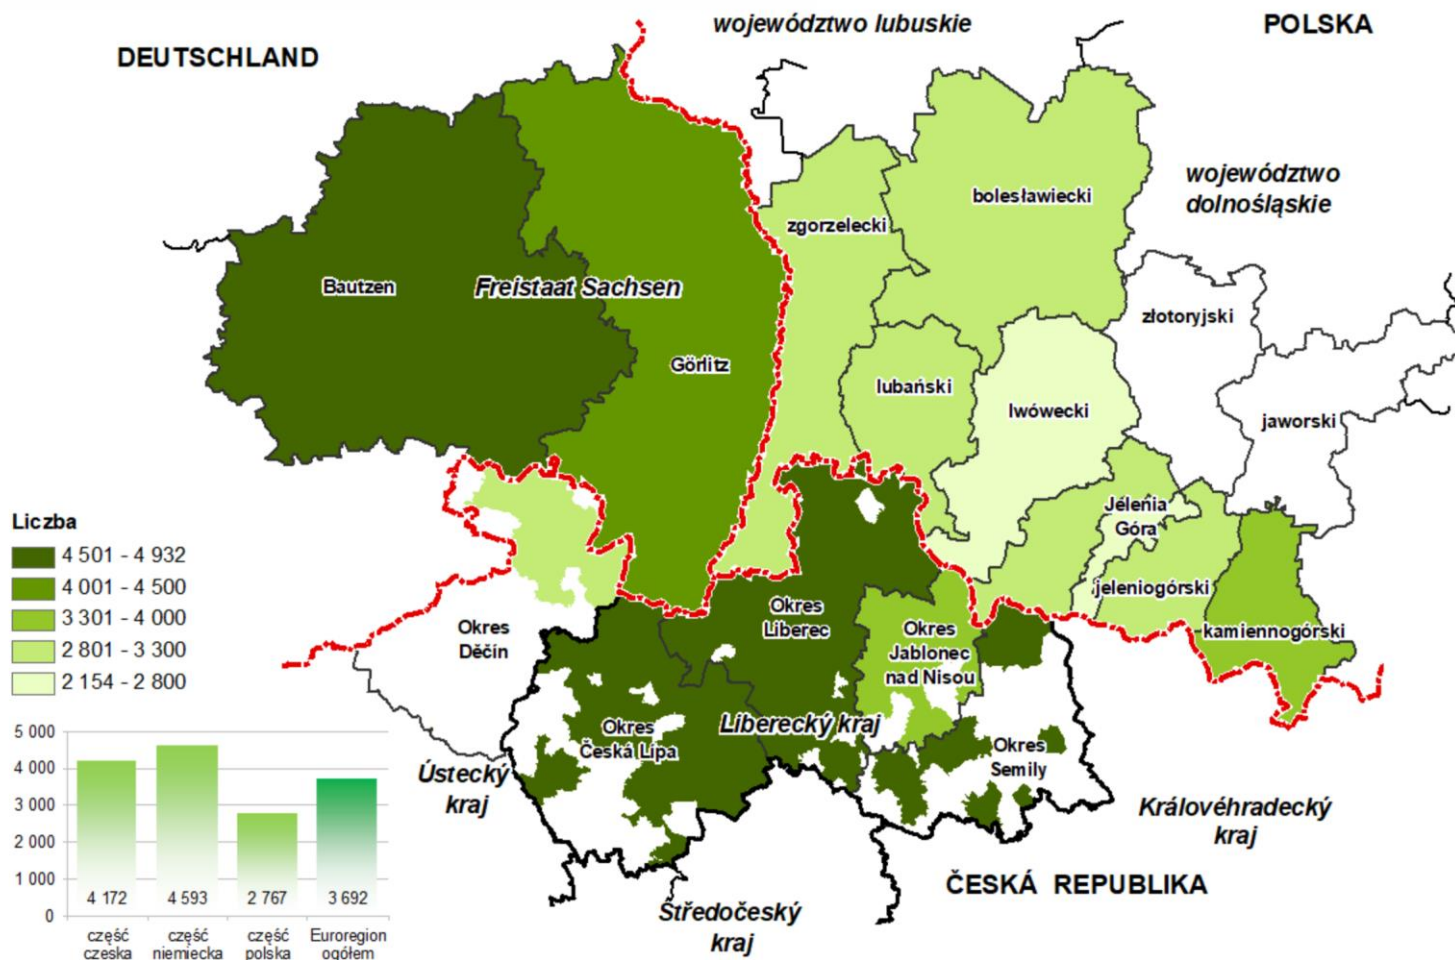 województwo lubuskie
POLSKA
DEUTSCHLAND
województwo
dolnośląskie
bolesławiecki
zgorzelecki
Bautzen
Freistaat Sachsen
złotoryjski
Görlitz
lubański
lwówecki
jaworski
Jelenia
Góra
jeleniogórski
kamiennogórski
Liczba
4 501 - 4 932
4 001 - 4 500
3 301 - 4 000
2 801 - 3 300
2 154 - 2 800
Okres
Děčín
Okres
Liberec
Okres
Jablonec
nad Nisou
Okres
Česká Lípa
Liberecký kraj
Okres
Semily
Ústecký
kraj
Královéhradecký
kraj
Středočeský
kraj
ČESKÁ REPUBLIKA
5 000
4 000
3 000
2 000
1 000
0
4 172
4 593
2 767
3 692
część
czeska
część
niemiecka
część
polska
Euroregion
ogółem